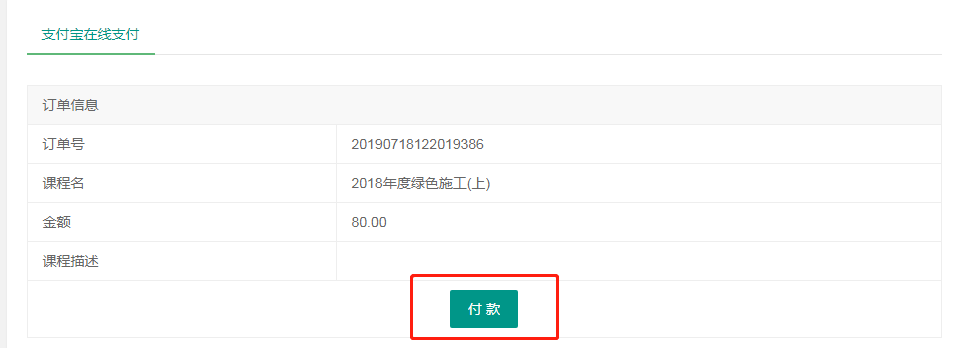 支付宝在线支付
订单信息
订单号 20190718122019386
课程名 2018年度绿色施工(上)
金额 80.00
课程描述
付 款